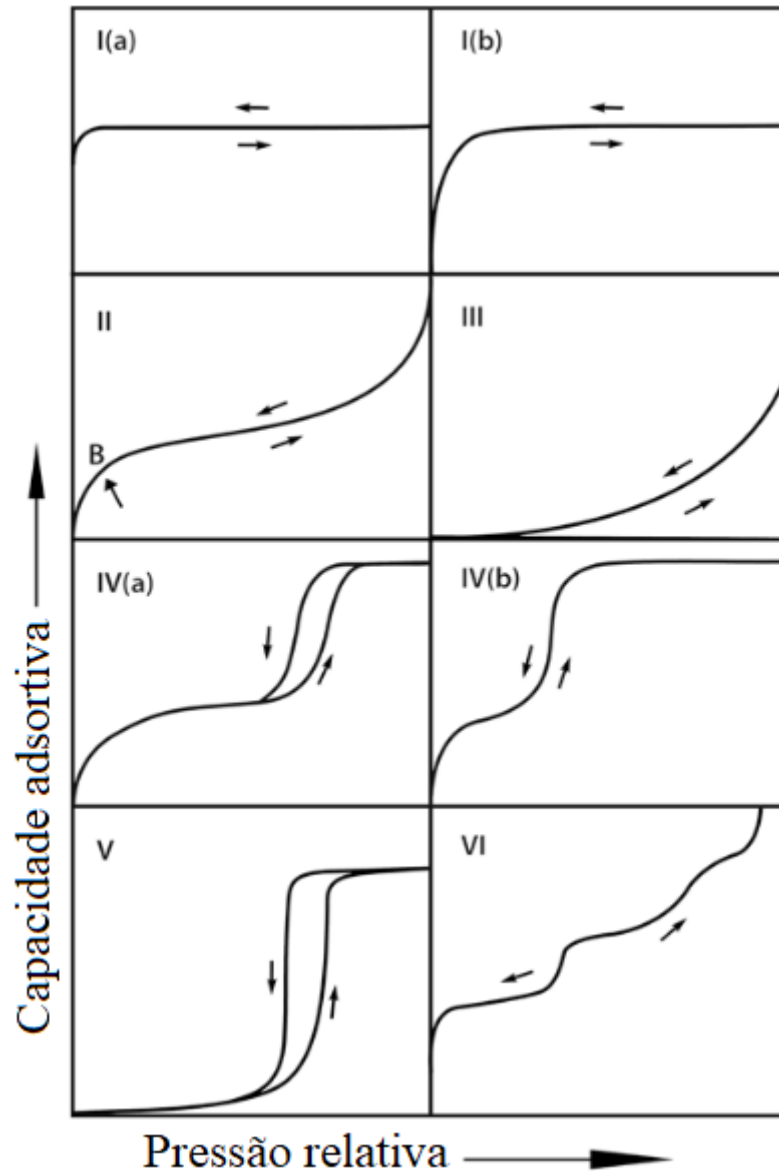 I(a)
I(b)
II
III
B
IV(a)
IV(b)
V
VI
Capacidade adsortiva
Pressão relativa